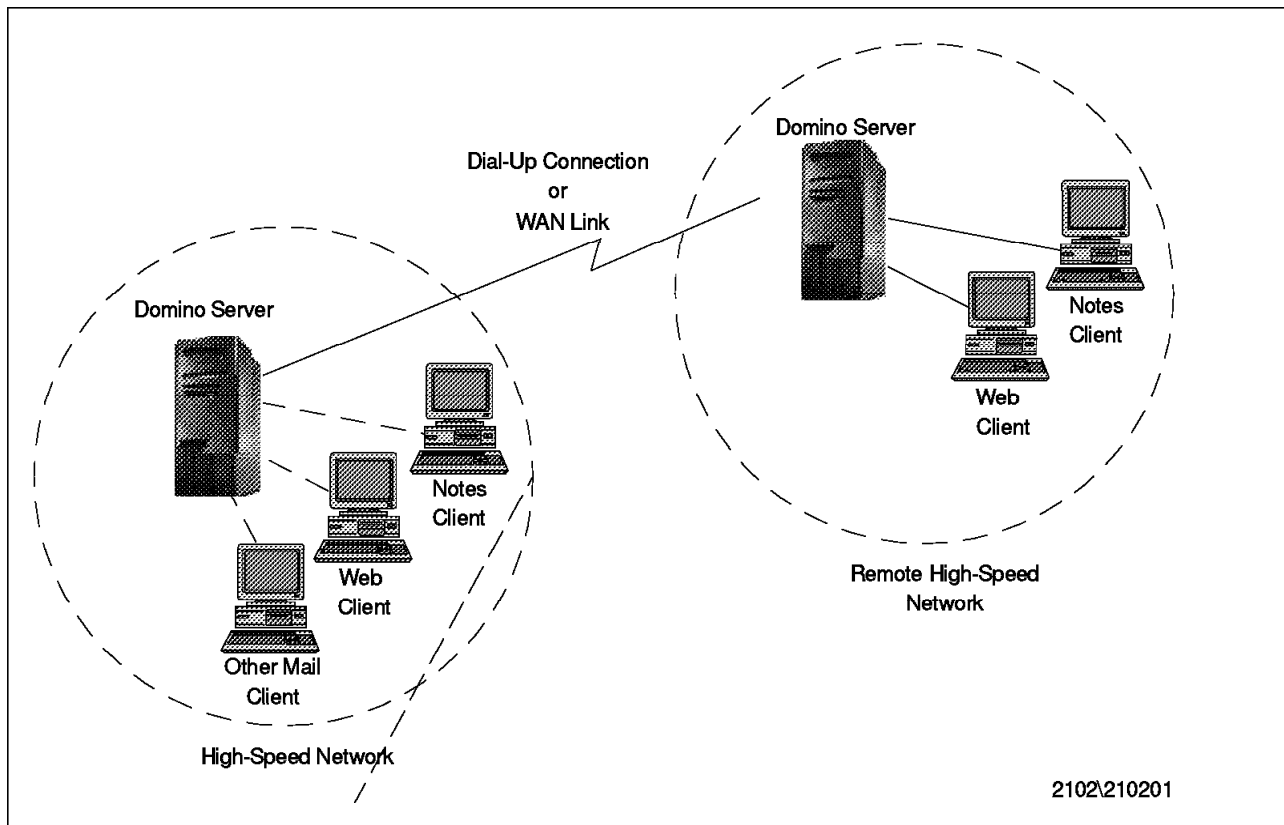 Domino Server
Dial-Up Connection
or
WAN Link
Domino Server
Notes
Client
Web
Client
Notes
Client
Web
Client
Other Mail
Client
Remote High-Speed
Network
High-Speed Network
2102\210201